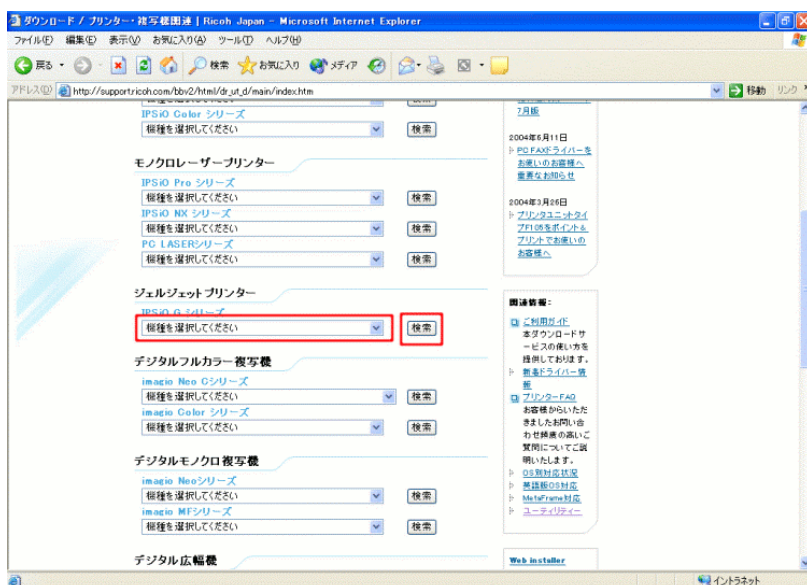 ダウンロード / プリンター・複写機関連 | Ricoh Japan - Microsoft Internet Explorer
ファイル(F) 編集(E) 表示(V) お気に入り(A) ツール(T) ヘルプ(H)
戻る 検索 お気に入り メディア
アドレス(D) http://support.ricoh.com/bbv2/html/dr_ut_d/main/index.htm 移動 リンク
IPSiO Color シリーズ
機種を選択してください 検索
モノクロレーザープリンター
IPSiO Pro シリーズ
機種を選択してください 検索
IPSiO NX シリーズ
機種を選択してください 検索
PC LASERシリーズ
機種を選択してください 検索
ジェルジェットプリンター
IPSiO G シリーズ
機種を選択してください 検索
デジタルフルカラー複写機
imagio Neo Cシリーズ
機種を選択してください 検索
imagio Color シリーズ
機種を選択してください 検索
デジタルモノクロ複写機
imagio Neoシリーズ
機種を選択してください 検索
imagio MFシリーズ
機種を選択してください 検索
デジタル広幅機
7月版
2004年6月11日
PC FAXドライバーを
お使いのお客様へ
重要なお知らせ
2004年3月26日
プリンタユニットタイ
プF105をポイント&
プリントでお使いの
お客様へ
関連情報:
ご利用ガイド
本ダウンロードサ
ービスの使い方を
提供しております。
新着ドライバー情
報
プリンターFAQ
お客様からいただ
きましたお問い合
わせ頻度の高いご
質問についてご説
明いたします。
OS別対応状況
英語版OS対応
MetaFrame対応
ユーティリティー
Web installer
イントラネット